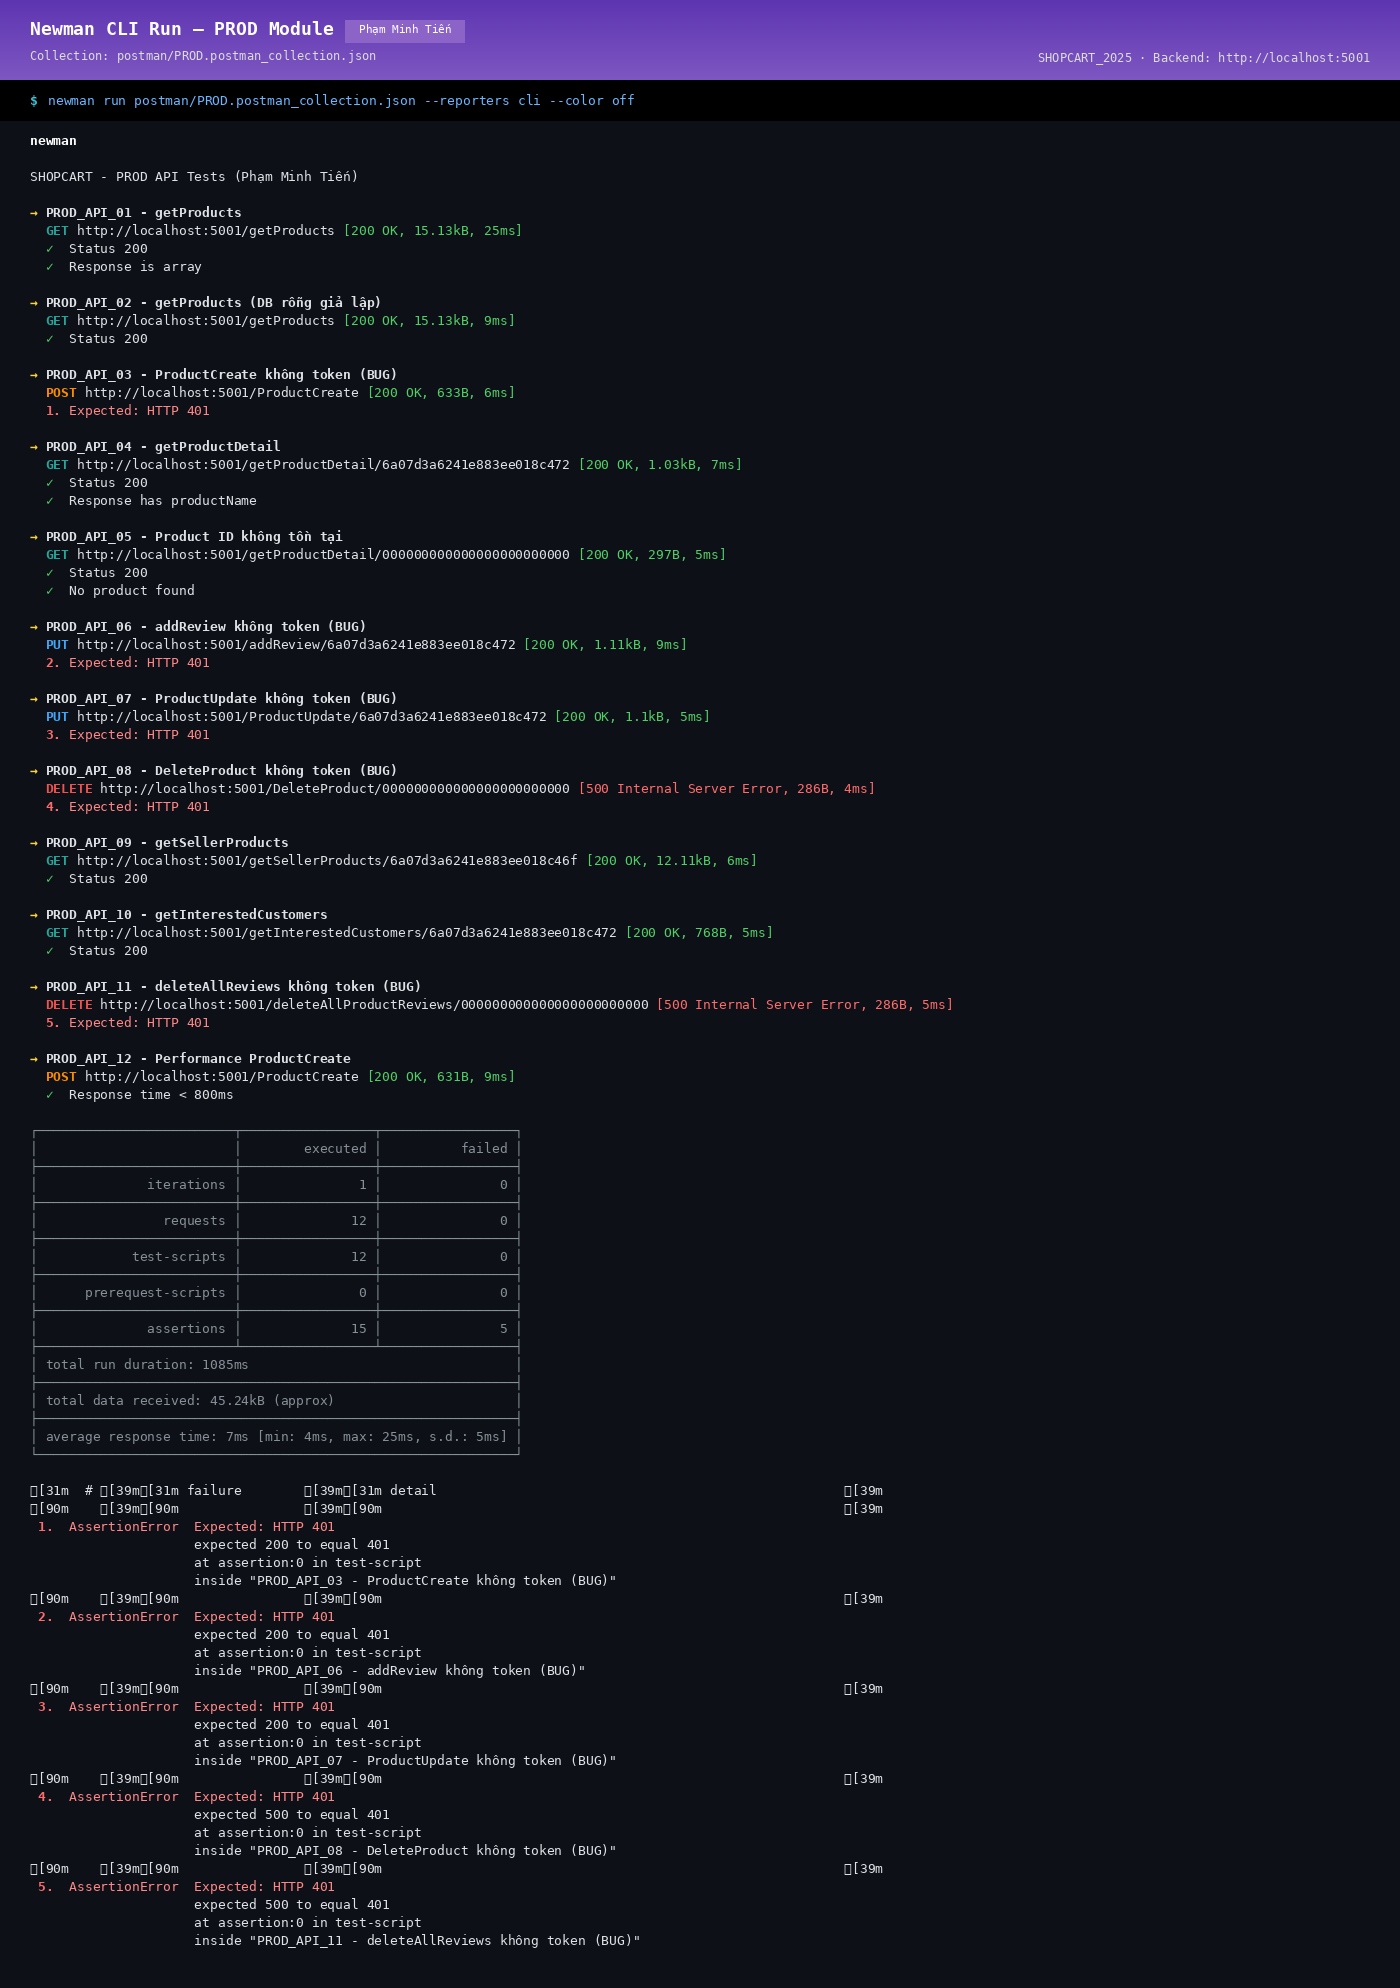 Newman CLI Run — PROD Module Phạm Minh Tiến
Collection: postman/PROD.postman_collection.json
SHOPCART_2025 · Backend: http://localhost:5001
$ newman run postman/PROD.postman_collection.json --reporters cli --color off
newman
SHOPCART - PROD API Tests (Phạm Minh Tiến)
→ PROD_API_01 - getProducts
GET http://localhost:5001/getProducts [200 OK, 15.13kB, 25ms]
✓ Status 200
✓ Response is array
→ PROD_API_02 - getProducts (DB rỗng giả lập)
GET http://localhost:5001/getProducts [200 OK, 15.13kB, 9ms]
✓ Status 200
→ PROD_API_03 - ProductCreate không token (BUG)
POST http://localhost:5001/ProductCreate [200 OK, 633B, 6ms]
1. Expected: HTTP 401
→ PROD_API_04 - getProductDetail
GET http://localhost:5001/getProductDetail/6a07d3a6241e883ee018c472 [200 OK, 1.03kB, 7ms]
✓ Status 200
✓ Response has productName
→ PROD_API_05 - Product ID không tồn tại
GET http://localhost:5001/getProductDetail/000000000000000000000000 [200 OK, 297B, 5ms]
✓ Status 200
✓ No product found
→ PROD_API_06 - addReview không token (BUG)
PUT http://localhost:5001/addReview/6a07d3a6241e883ee018c472 [200 OK, 1.11kB, 9ms]
2. Expected: HTTP 401
→ PROD_API_07 - ProductUpdate không token (BUG)
PUT http://localhost:5001/ProductUpdate/6a07d3a6241e883ee018c472 [200 OK, 1.1kB, 5ms]
3. Expected: HTTP 401
→ PROD_API_08 - DeleteProduct không token (BUG)
DELETE http://localhost:5001/DeleteProduct/000000000000000000000000 [500 Internal Server Error, 286B, 4ms]
4. Expected: HTTP 401
→ PROD_API_09 - getSellerProducts
GET http://localhost:5001/getSellerProducts/6a07d3a6241e883ee018c46f [200 OK, 12.11kB, 6ms]
✓ Status 200
→ PROD_API_10 - getInterestedCustomers
GET http://localhost:5001/getInterestedCustomers/6a07d3a6241e883ee018c472 [200 OK, 768B, 5ms]
✓ Status 200
→ PROD_API_11 - deleteAllReviews không token (BUG)
DELETE http://localhost:5001/deleteAllProductReviews/000000000000000000000000 [500 Internal Server Error, 286B, 5ms]
5. Expected: HTTP 401
→ PROD_API_12 - Performance ProductCreate
POST http://localhost:5001/ProductCreate [200 OK, 631B, 9ms]
✓ Response time < 800ms
executed failed
iterations 1 0
requests 12 0
test-scripts 12 0
prerequest-scripts 0 0
assertions 15 5
total run duration: 1085ms
total data received: 45.24kB (approx)
average response time: 7ms [min: 4ms, max: 25ms, s.d.: 5ms]
[31m # [39m[31m failure [39m[31m detail [39m
[90m [39m[90m [39m[90m [39m
1. AssertionError Expected: HTTP 401
expected 200 to equal 401
at assertion:0 in test-script
inside "PROD_API_03 - ProductCreate không token (BUG)"
[90m [39m[90m [39m[90m [39m
2. AssertionError Expected: HTTP 401
expected 200 to equal 401
at assertion:0 in test-script
inside "PROD_API_06 - addReview không token (BUG)"
[90m [39m[90m [39m[90m [39m
3. AssertionError Expected: HTTP 401
expected 200 to equal 401
at assertion:0 in test-script
inside "PROD_API_07 - ProductUpdate không token (BUG)"
[90m [39m[90m [39m[90m [39m
4. AssertionError Expected: HTTP 401
expected 500 to equal 401
at assertion:0 in test-script
inside "PROD_API_08 - DeleteProduct không token (BUG)"
[90m [39m[90m [39m[90m [39m
5. AssertionError Expected: HTTP 401
expected 500 to equal 401
at assertion:0 in test-script
inside "PROD_API_11 - deleteAllReviews không token (BUG)"